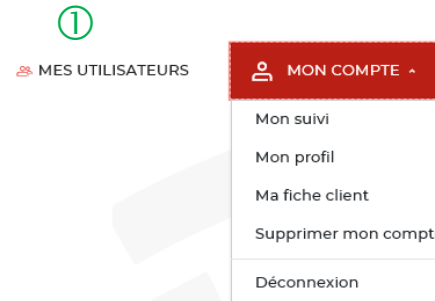 ①
MES UTILISATEURS
MON COMPTE
Mon suivi
Mon profil
Ma fiche client
Supprimer mon compt
Déconnexion